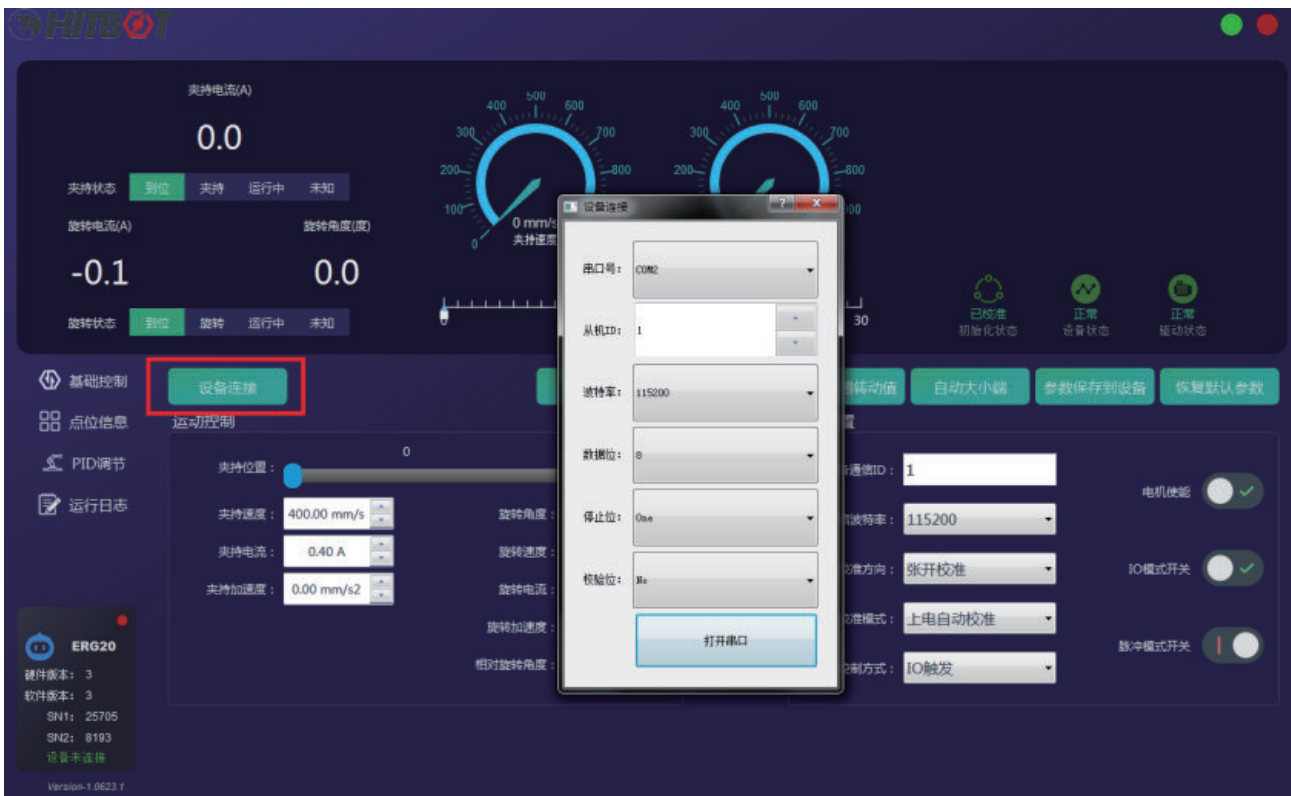 HITBOT
夹持电流(A)
0.0
夹持状态 到位 夹持 运行中 未知
旋转电流(A) 旋转角度(度)
-0.1 0.0
旋转状态 到位 旋转 运行中 未知
0 100 200 300 400 500 600 700 800
0 mm/s
夹持速度
200 300 400 500 600 700 800
30
已校准 正常 正常
初始化状态 设备状态 驱动状态
基础控制
点位信息
PID调节
运行日志
设备连接
自动大小端 参数保存到设备 恢复默认参数
运动控制
0
夹持位置：
夹持速度： 400.00 mm/s
夹持电流： 0.40 A
夹持加速度： 0.00 mm/s2
旋转角度：
旋转速度：
旋转电流：
旋转加速度：
相对旋转角度：
设备连接
串口号： COM2
从机ID： 1
波特率： 115200
数据位： 8
停止位： One
校验位： No
打开串口
通信ID： 1
波特率： 115200
方向： 张开校准
模式： 上电自动校准
方式： IO触发
电机使能
IO模式开关
脉冲模式开关
ERG20
硬件版本： 3
软件版本： 3
SN1： 25705
SN2： 8193
设备未连接
Version-1.0623.1